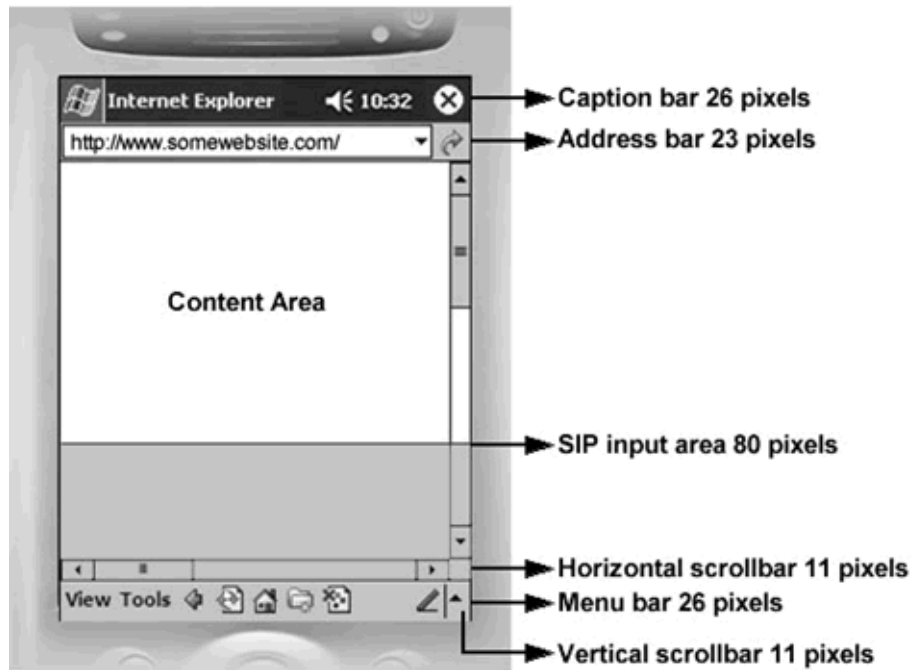 Internet Explorer 10:32
Caption bar 26 pixels
http://www.somewebsite.com/
Address bar 23 pixels
Content Area
SIP input area 80 pixels
Horizontal scrollbar 11 pixels
View Tools
Menu bar 26 pixels
Vertical scrollbar 11 pixels